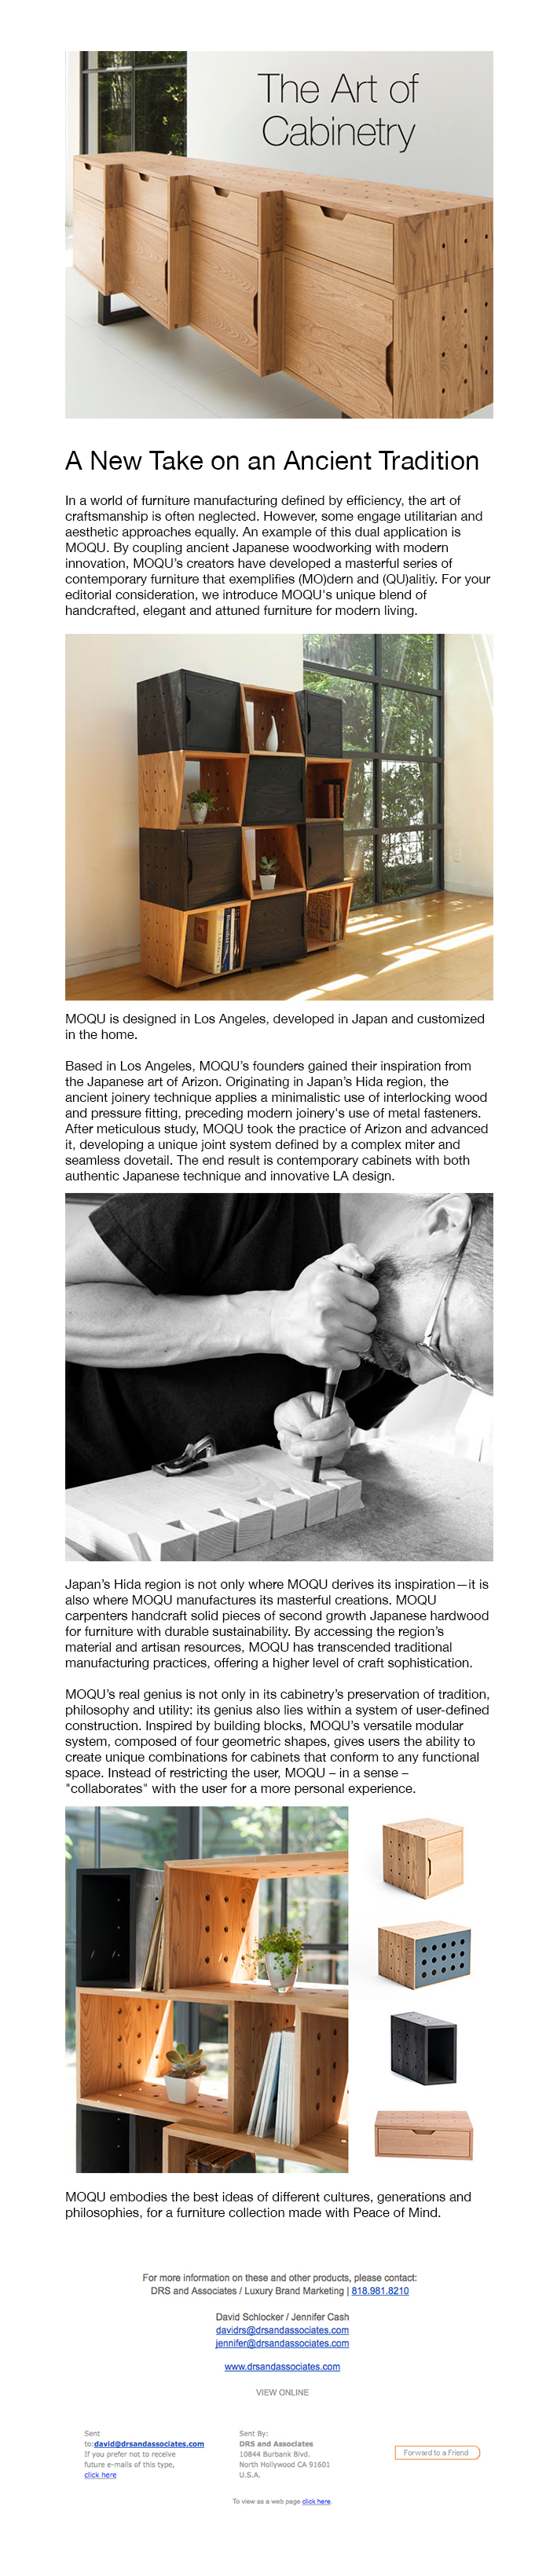 The Art of
Cabinetry
A New Take on an Ancient Tradition
In a world of furniture manufacturing defined by efficiency, the art of
craftsmanship is often neglected. However, some engage utilitarian and
aesthetic approaches equally. An example of this dual application is
MOQU. By coupling ancient Japanese woodworking with modern
innovation, MOQU’s creators have developed a masterful series of
contemporary furniture that exemplifies (MO)dern and (QU)alitiy. For your
editorial consideration, we introduce MOQU's unique blend of
handcrafted, elegant and attuned furniture for modern living.
MOQU is designed in Los Angeles, developed in Japan and customized
in the home.
Based in Los Angeles, MOQU’s founders gained their inspiration from
the Japanese art of Arizon. Originating in Japan’s Hida region, the
ancient joinery technique applies a minimalistic use of interlocking wood
and pressure fitting, preceding modern joinery's use of metal fasteners.
After meticulous study, MOQU took the practice of Arizon and advanced
it, developing a unique joint system defined by a complex miter and
seamless dovetail. The end result is contemporary cabinets with both
authentic Japanese technique and innovative LA design.
Japan’s Hida region is not only where MOQU derives its inspiration—it is
also where MOQU manufactures its masterful creations. MOQU
carpenters handcraft solid pieces of second growth Japanese hardwood
for furniture with durable sustainability. By accessing the region’s
material and artisan resources, MOQU has transcended traditional
manufacturing practices, offering a higher level of craft sophistication.
MOQU’s real genius is not only in its cabinetry’s preservation of tradition,
philosophy and utility: its genius also lies within a system of user-defined
construction. Inspired by building blocks, MOQU’s versatile modular
system, composed of four geometric shapes, gives users the ability to
create unique combinations for cabinets that conform to any functional
space. Instead of restricting the user, MOQU – in a sense –
"collaborates" with the user for a more personal experience.
MOQU embodies the best ideas of different cultures, generations and
philosophies, for a furniture collection made with Peace of Mind.
For more information on these and other products, please contact:
DRS and Associates / Luxury Brand Marketing | 818.981.8210
David Schlocker / Jennifer Cash
davidrs@drsandassociates.com
jennifer@drsandassociates.com
www.drsandassociates.com
VIEW ONLINE
Sent
to:david@drsandassociates.com
If you prefer not to receive
future e-mails of this type,
click here.
Sent By:
DRS and Associates
10844 Burbank Blvd.
North Hollywood CA 91601
U.S.A.
Forward to a Friend
To view as a web page click here.